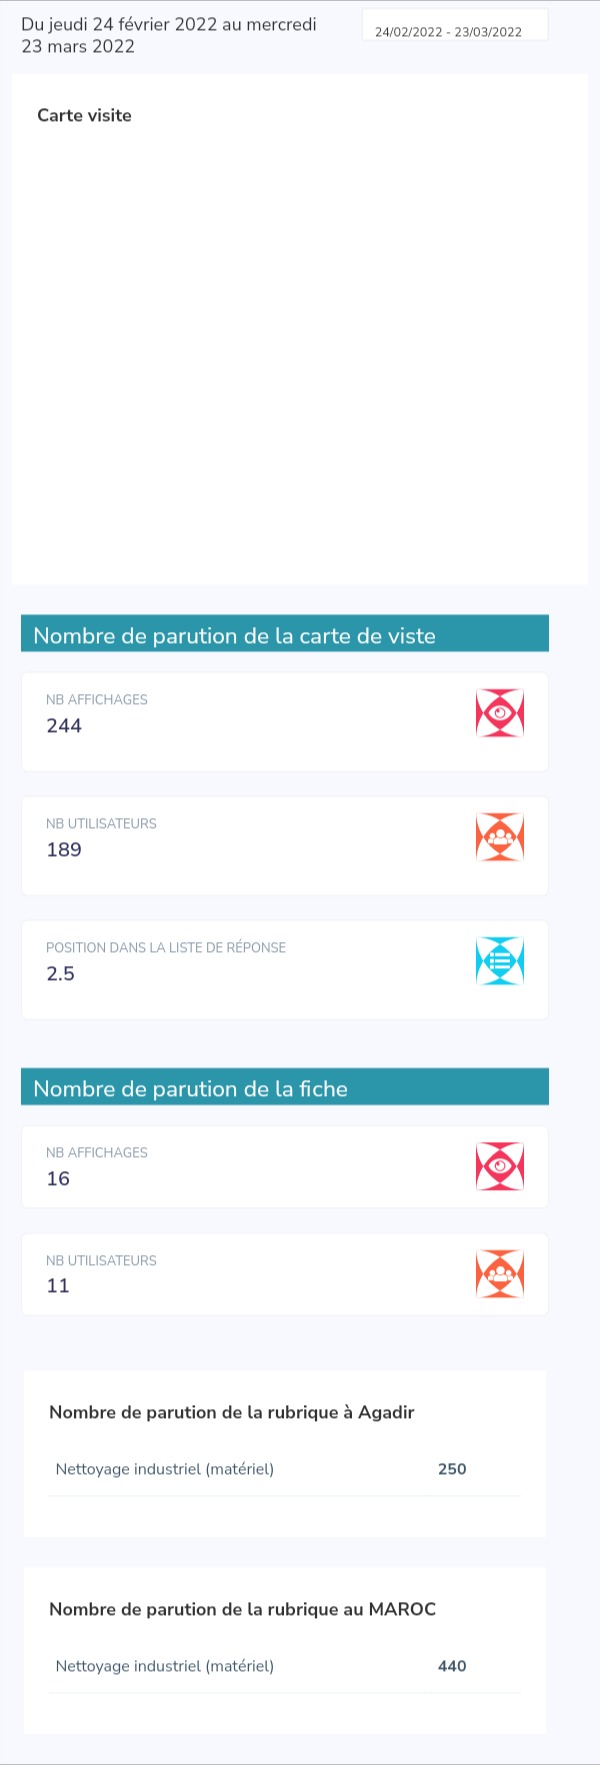 Du jeudi 24 février 2022 au mercredi
23 mars 2022
24/02/2022 - 23/03/2022
Carte visite
Nombre de parution de la carte de viste
NB AFFICHAGES
244
NB UTILISATEURS
189
POSITION DANS LA LISTE DE RÉPONSE
2.5
Nombre de parution de la fiche
NB AFFICHAGES
16
NB UTILISATEURS
11
Nombre de parution de la rubrique à Agadir
Nettoyage industriel (matériel) 250
Nombre de parution de la rubrique au MAROC
Nettoyage industriel (matériel) 440